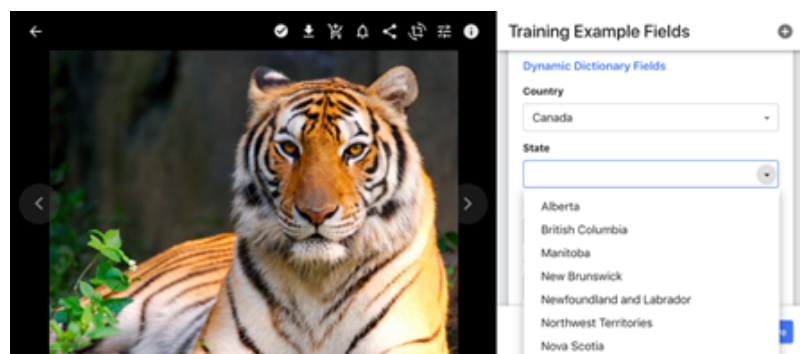 Training Example Fields
Dynamic Dictionary Fields
Country
Canada
State
Alberta
British Columbia
Manitoba
New Brunswick
Newfoundland and Labrador
Northwest Territories
Nova Scotia